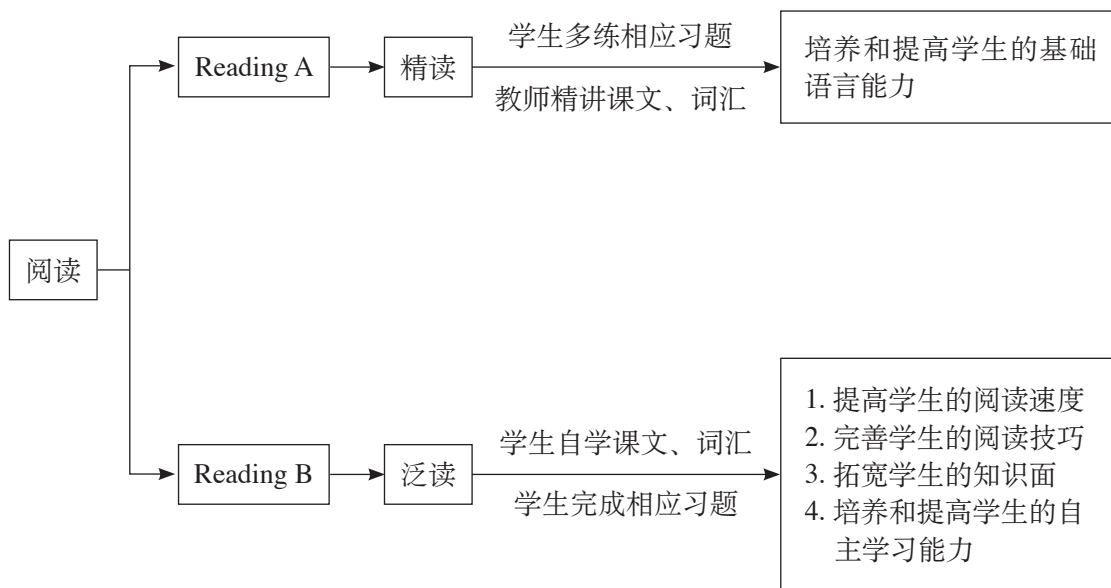 阅读
Reading A
精读
学生多练相应习题
教师精讲课文、词汇
培养和提高学生的基础
语言能力
Reading B
泛读
学生自学课文、词汇
学生完成相应习题
1. 提高学生的阅读速度
2. 完善学生的阅读技巧
3. 拓宽学生的知识面
4. 培养和提高学生的自
主学习能力